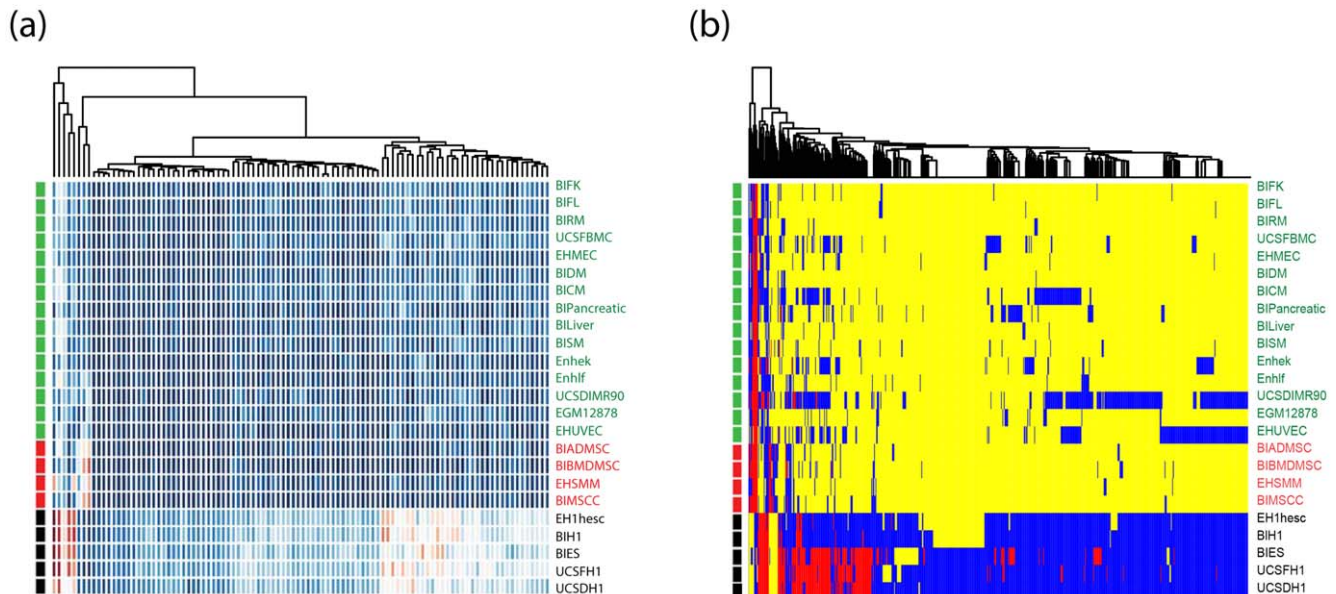 (a)
(b)
BIFK
BIFL
BIRM
UCSFBMC
EHMEC
BIDM
BICM
BIPancreatic
BILiver
BISM
Enhek
Enhlf
UCSDIMR90
EGM12878
EHUVEC
BIADMSC
BIBMDMSC
EHSMM
BIMSCC
EH1hesc
BIH1
BIES
UCSFH1
UCSDH1
BIFK
BIFL
BIRM
UCSFBMC
EHMEC
BIDM
BICM
BIPancreatic
BILiver
BISM
Enhek
Enhlf
UCSDIMR90
EGM12878
EHUVEC
BIADMSC
BIBMDMSC
EHSMM
BIMSCC
EH1hesc
BIH1
BIES
UCSFH1
UCSDH1